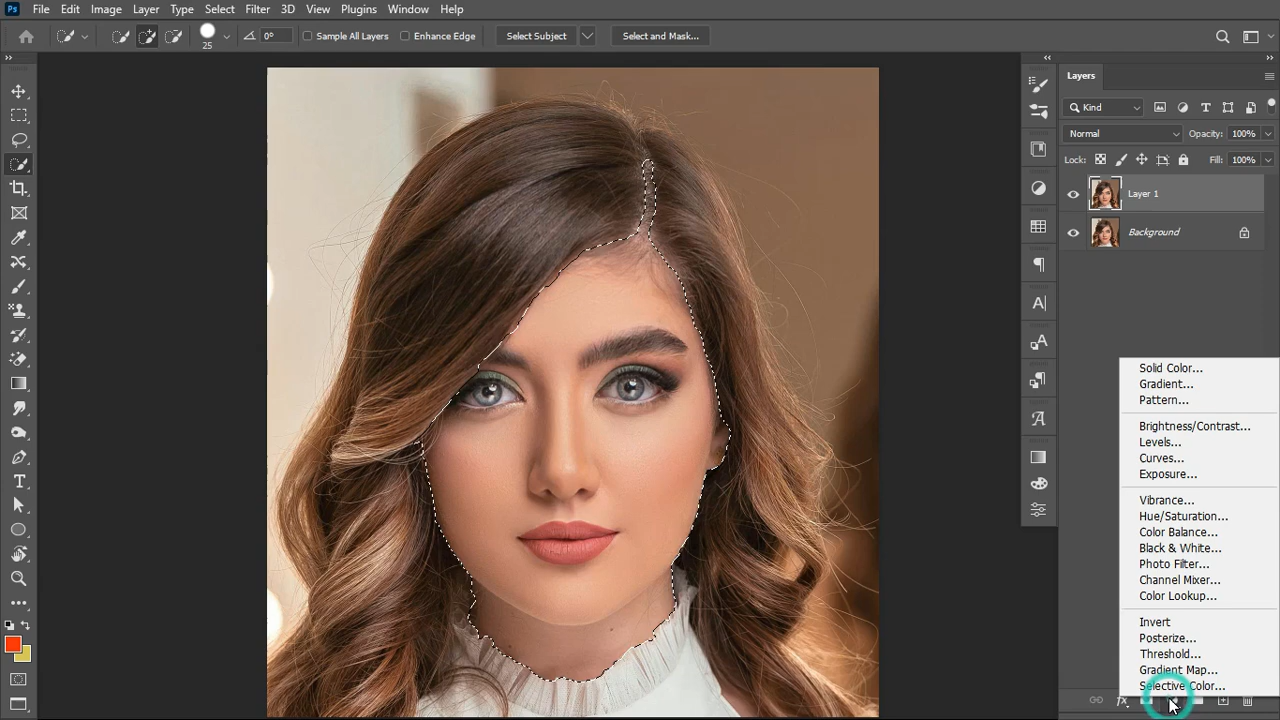 Ps File Edit Image Layer Type Select Filter 3D View Plugins Window Help
25 0° Sample All Layers Enhance Edge Select Subject Select and Mask...
Layers
Kind
Normal Opacity: 100%
Lock: Fill: 100%
Layer 1
Background
Solid Color...
Gradient...
Pattern...
Brightness/Contrast...
Levels...
Curves...
Exposure...
Vibrance...
Hue/Saturation...
Color Balance...
Black & White...
Photo Filter...
Channel Mixer...
Color Lookup...
Invert
Posterize...
Threshold...
Gradient Map...
Selective Color...
fx